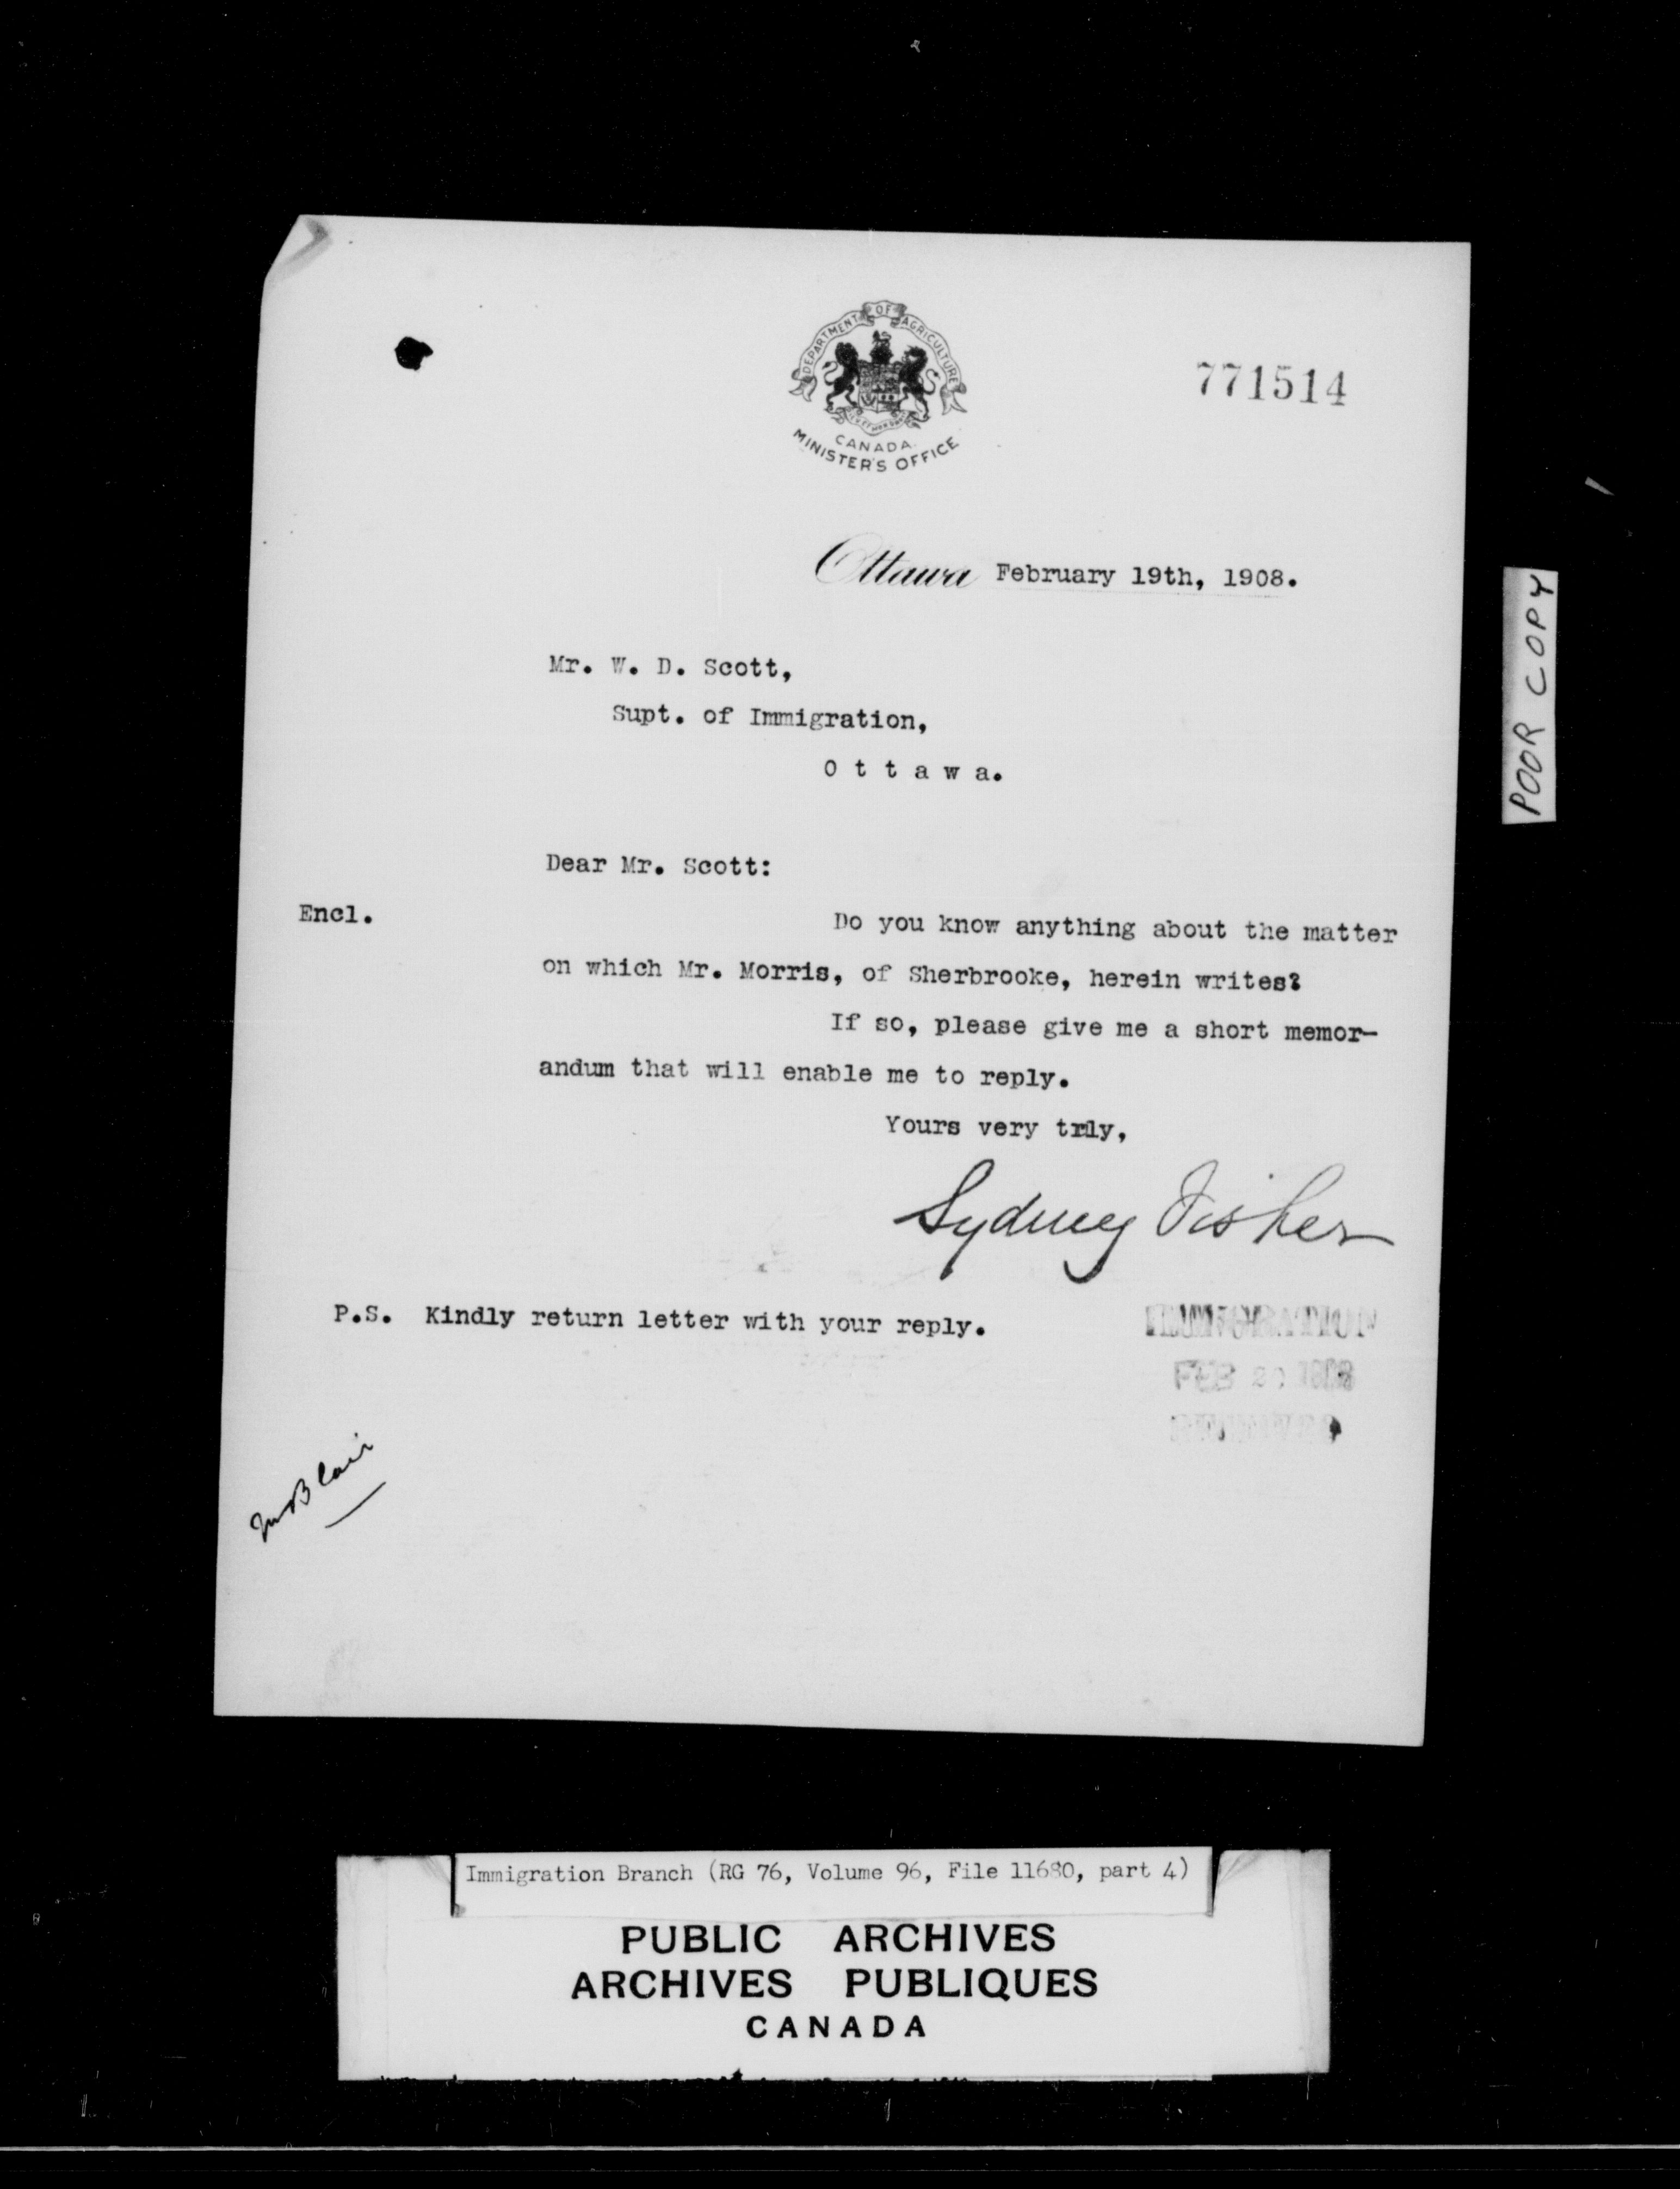 DEPARTMENT OF AGRICULTURE
CANADA.
MINISTER'S OFFICE
771514
Ottawa February 19th, 1908.
Mr. W. D. Scott,
Supt. of Immigration,
O t t a w a.
Dear Mr. Scott:
Encl.
Do you know anything about the matter
on which Mr. Morris, of Sherbrooke, herein writes?
If so, please give me a short memor-
andum that will enable me to reply.
Yours very truly,
Sydney Fisher
P.S. Kindly return letter with your reply.
IMMIGRATION
FEB 20 1908
Mr Blair
POOR COPY
Immigration Branch (RG 76, Volume 96, File 11680, part 4)
PUBLIC ARCHIVES
ARCHIVES PUBLIQUES
CANADA